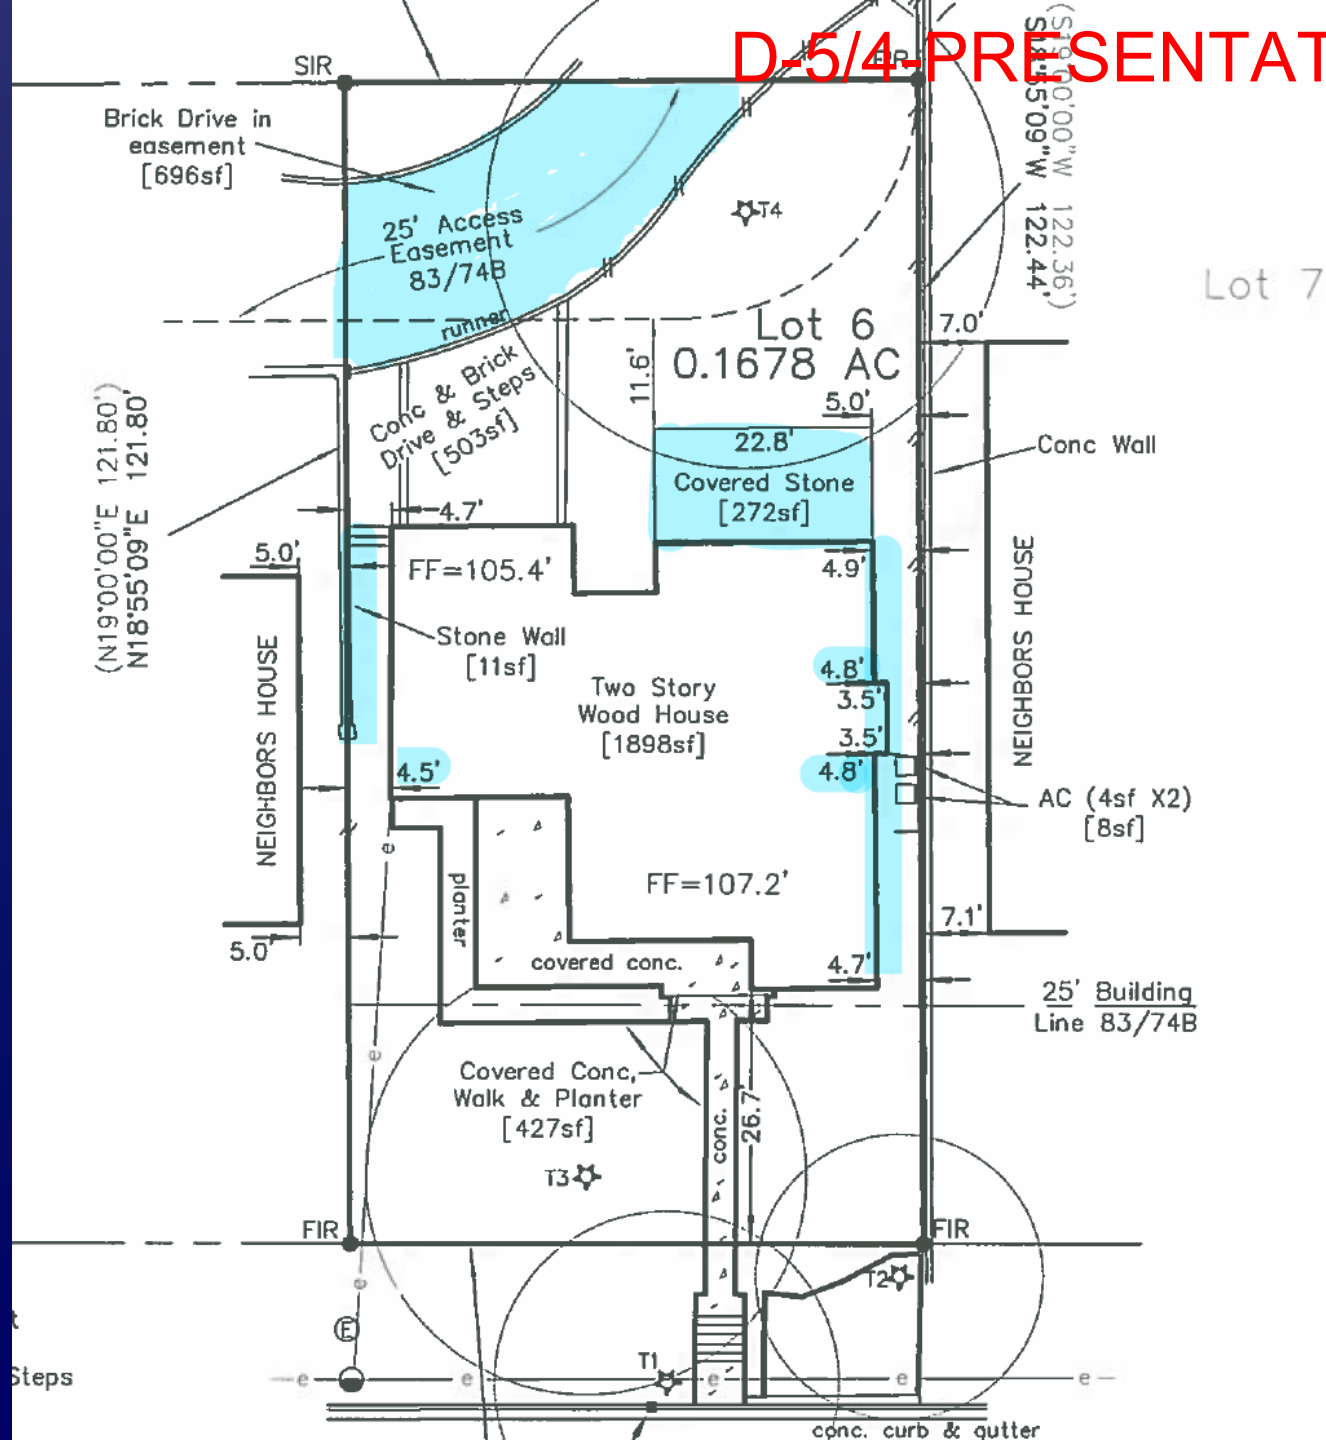 D-5/4-PRESENTAT
SIR
FIR
Brick Drive in
easement
[696sf]
(S19°00'00"W 122.36')
S18°55'09"W 122.44'
T4
25' Access
Easement
83/74B
Lot 7
runner
Lot 6
0.1678 AC
7.0'
11.6'
Conc & Brick
Drive & Steps
[503sf]
5.0'
22.8'
Conc Wall
Covered Stone
[272sf]
(N19°00'00"E 121.80')
N18°55'09"E 121.80'
4.7'
5.0'
FF=105.4'
4.9'
Stone Wall
[11sf]
NEIGHBORS HOUSE
NEIGHBORS HOUSE
Two Story
Wood House
[1898sf]
4.8'
3.5'
3.5'
4.8'
4.5'
AC (4sf X2)
[8sf]
e
planter
FF=107.2'
7.1'
5.0'
covered conc.
4.7'
25' Building
Line 83/74B
e
Covered Conc,
Walk & Planter
[427sf]
conc.
26.7'
T3
FIR
FIR
e
T2
t
E
Steps
T1
e
e
e
e
e
conc. curb & gutter